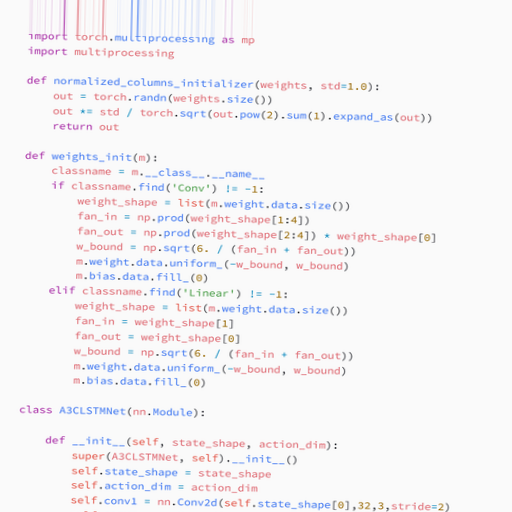 import torch.multiprocessing as mp
import multiprocessing

def normalized_columns_initializer(weights, std=1.0):
    out = torch.randn(weights.size())
    out *= std / torch.sqrt(out.pow(2).sum(1).expand_as(out))
    return out

def weights_init(m):
    classname = m.__class__.__name__
    if classname.find('Conv') != -1:
        weight_shape = list(m.weight.data.size())
        fan_in = np.prod(weight_shape[1:4])
        fan_out = np.prod(weight_shape[2:4]) * weight_shape[0]
        w_bound = np.sqrt(6. / (fan_in + fan_out))
        m.weight.data.uniform_(-w_bound, w_bound)
        m.bias.data.fill_(0)
    elif classname.find('Linear') != -1:
        weight_shape = list(m.weight.data.size())
        fan_in = weight_shape[1]
        fan_out = weight_shape[0]
        w_bound = np.sqrt(6. / (fan_in + fan_out))
        m.weight.data.uniform_(-w_bound, w_bound)
        m.bias.data.fill_(0)

class A3CLSTMNet(nn.Module):

    def __init__(self, state_shape, action_dim):
        super(A3CLSTMNet, self).__init__()
        self.state_shape = state_shape
        self.action_dim = action_dim
        self.conv1 = nn.Conv2d(self.state_shape[0],32,3,stride=2)